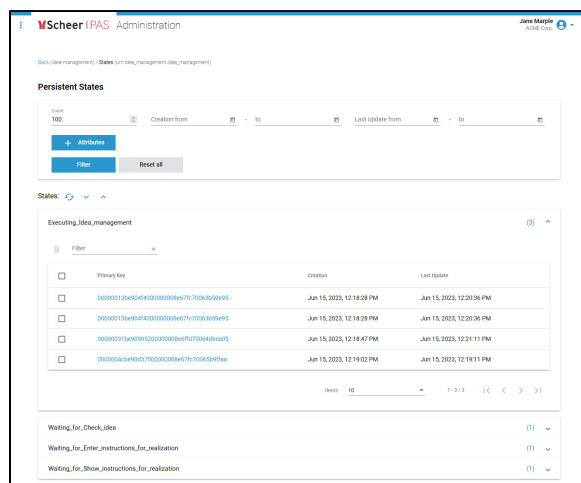 Scheer PAS Administration
Jane Marple
ACME Corp.
Back (idea-management) / States (urn:idea_management.idea_management)
Persistent States
Count
100 Creation from - to Last Update from - to
+ Attributes
Filter Reset all
States:
Executing_Idea_management (3)
Filter ×
Primary Key Creation Last Update
00000013be904f4300000008e67fc70063b59e95 Jun 15, 2023, 12:18:28 PM Jun 15, 2023, 12:20:36 PM
00000013be904f4300000008e67fc70063b59e95 Jun 15, 2023, 12:18:28 PM Jun 15, 2023, 12:20:36 PM
00000031be9099520000008e6ffd70064d6ea05 Jun 15, 2023, 12:18:47 PM Jun 15, 2023, 12:21:11 PM
0000004cbe90d37500000008e67fc70065b9ffaa Jun 15, 2023, 12:19:02 PM Jun 15, 2023, 12:19:11 PM
Items 10 1 - 3 / 3 |< < > >|
Waiting_for_Check_idea (1)
Waiting_for_Enter_instructions_for_realization (1)
Waiting_for_Show_instructions_for_realization (1)